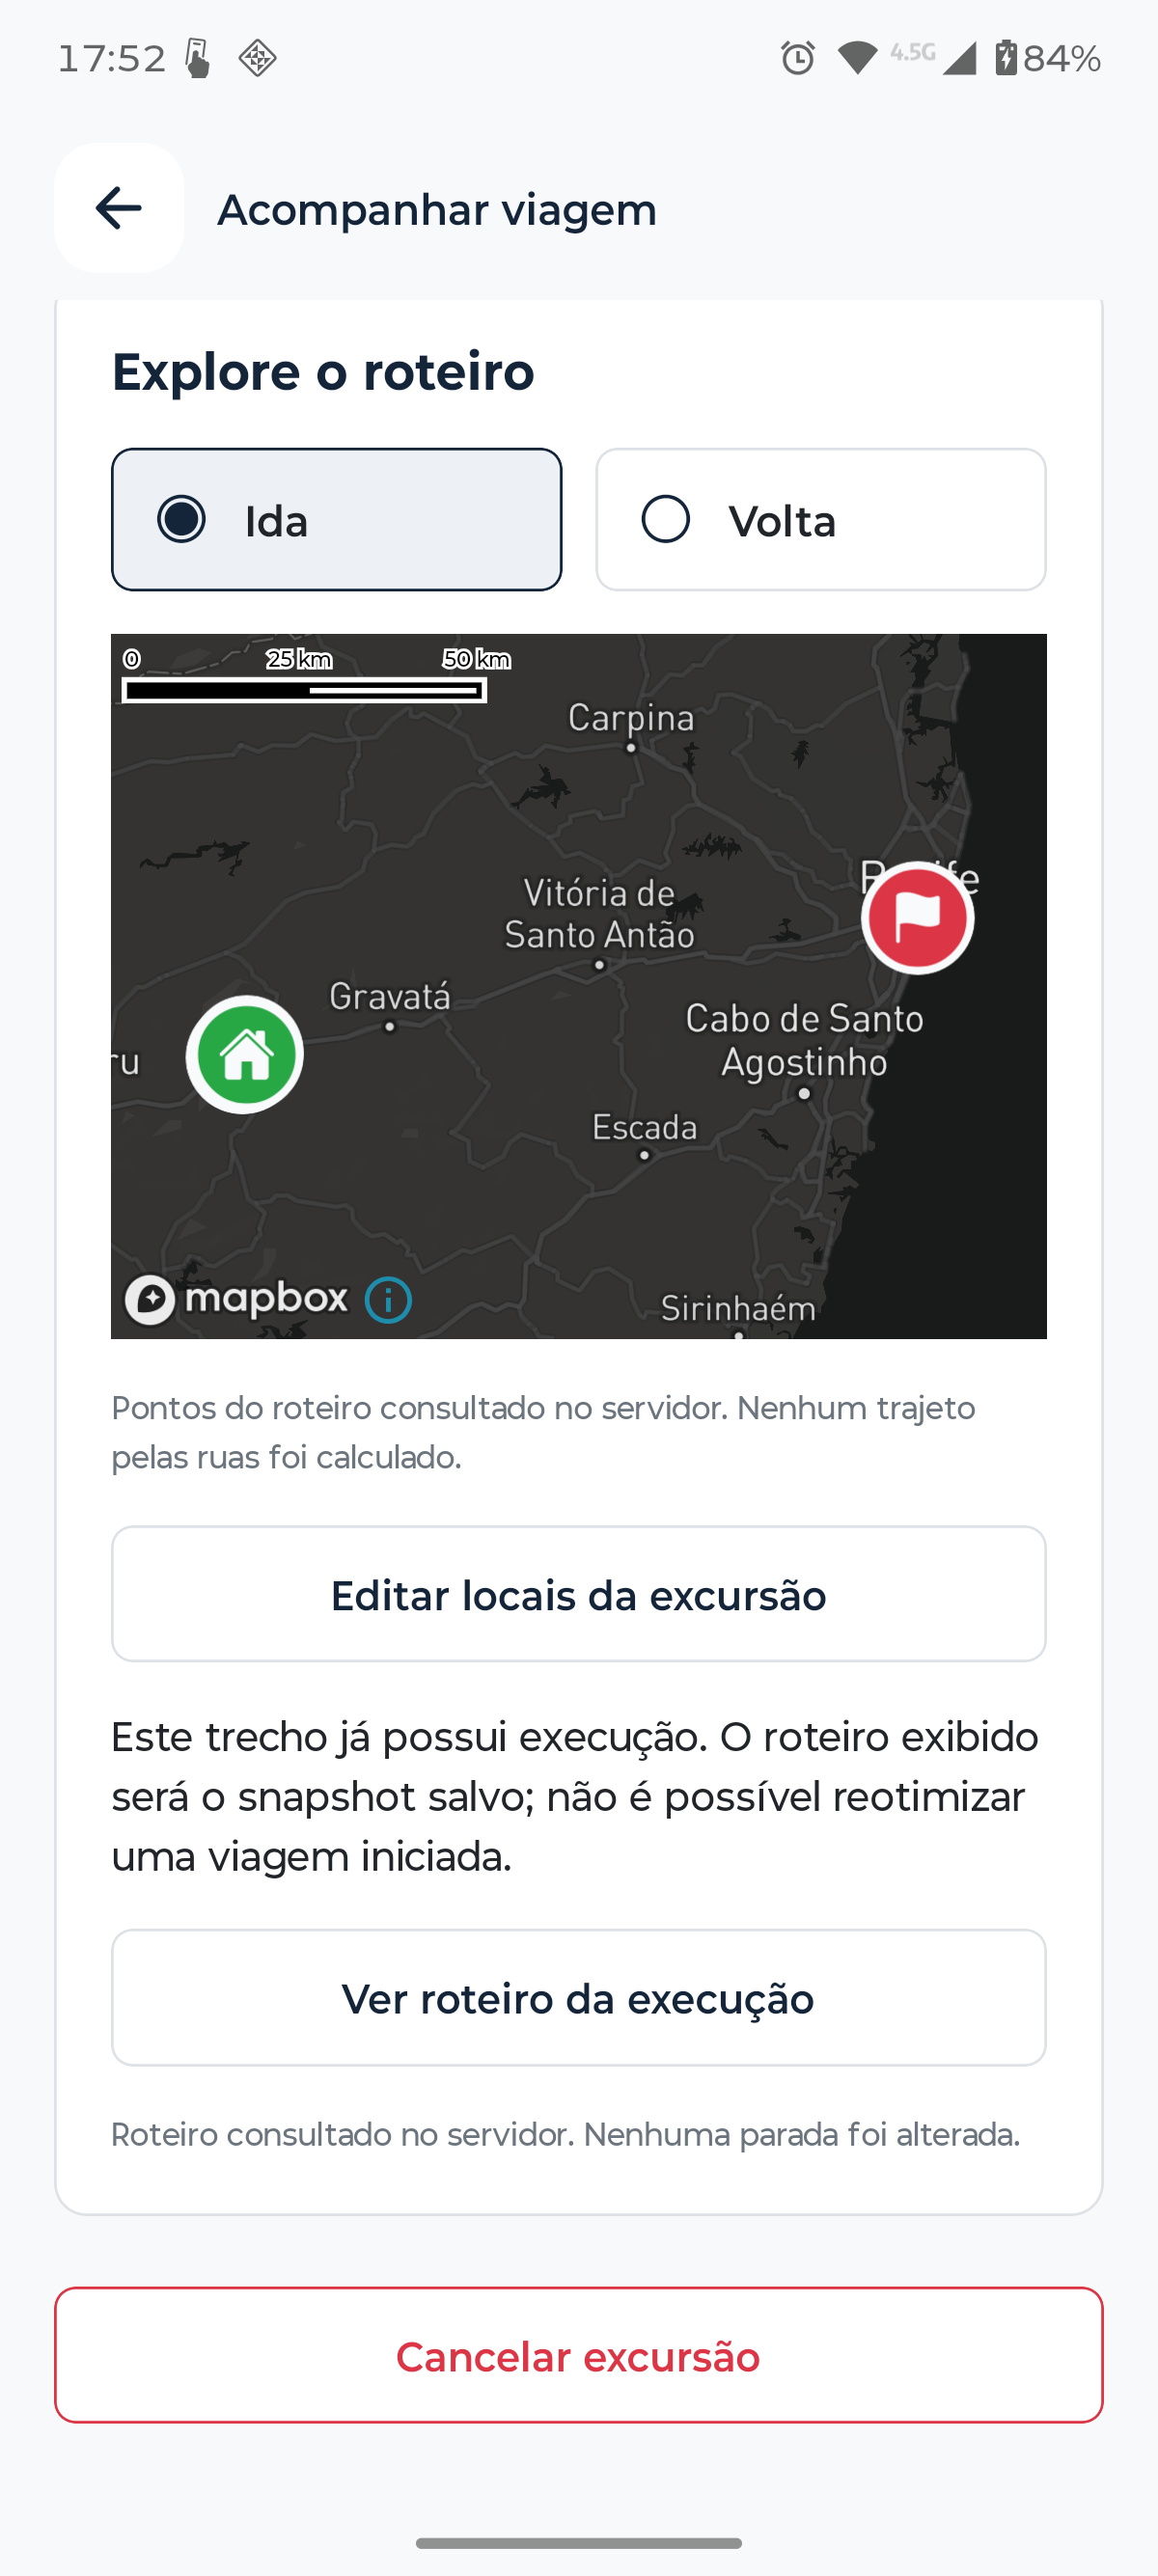 17:52
4.5G
84%
Acompanhar viagem
Explore o roteiro
Ida
Volta
0 25 km 50 km
Carpina
Vitória de
Santo Antão
Gravatá
Cabo de Santo
Agostinho
ru
Escada
Sirinhaém
mapbox
Pontos do roteiro consultado no servidor. Nenhum trajeto
pelas ruas foi calculado.
Editar locais da excursão
Este trecho já possui execução. O roteiro exibido
será o snapshot salvo; não é possível reotimizar
uma viagem iniciada.
Ver roteiro da execução
Roteiro consultado no servidor. Nenhuma parada foi alterada.
Cancelar excursão